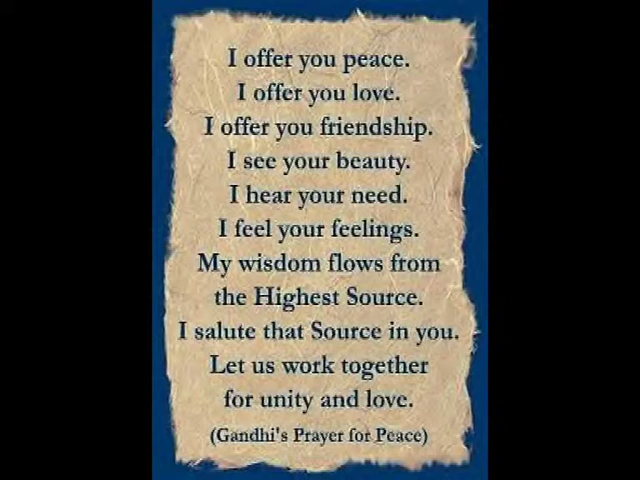 I offer you peace.
I offer you love.
I offer you friendship.
I see your beauty.
I hear your need.
I feel your feelings.
My wisdom flows from
the Highest Source.
I salute that Source in you.
Let us work together
for unity and love.
(Gandhi's Prayer for Peace)